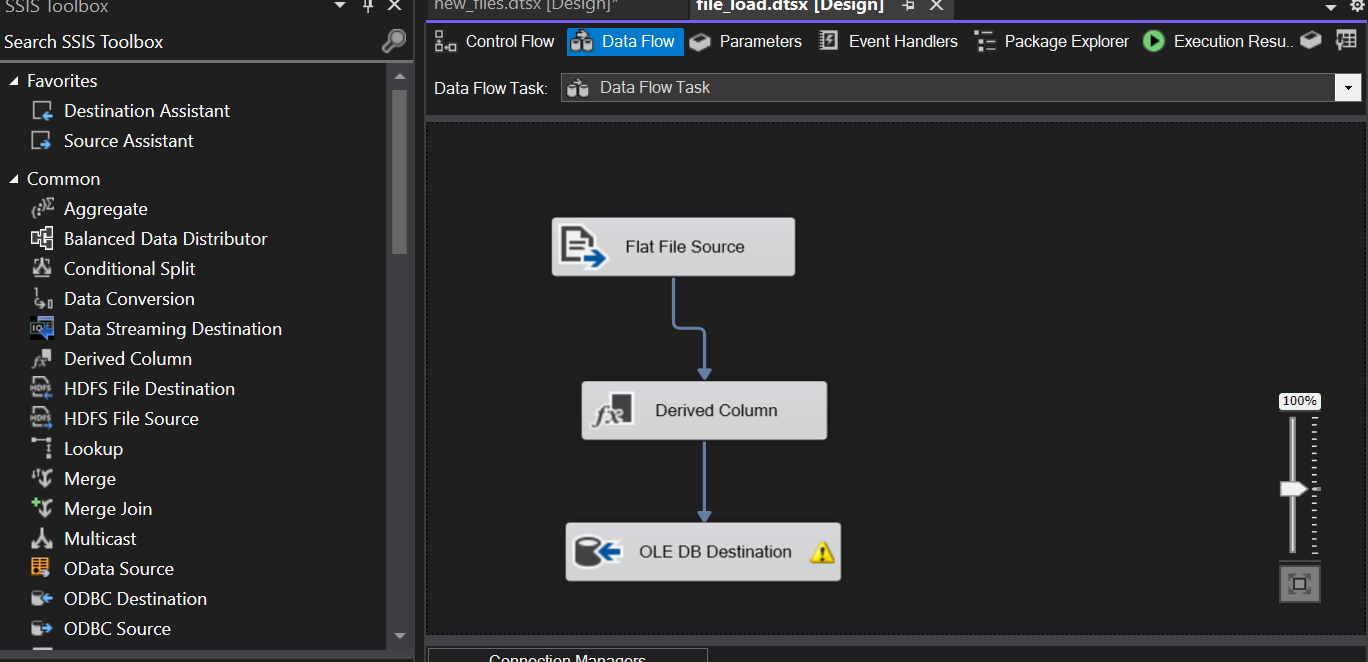 SSIS Toolbox
Search SSIS Toolbox
Favorites
Destination Assistant
Source Assistant
Common
Aggregate
Balanced Data Distributor
Conditional Split
Data Conversion
Data Streaming Destination
Derived Column
HDFS File Destination
HDFS File Source
Lookup
Merge
Merge Join
Multicast
OData Source
ODBC Destination
ODBC Source
new_files.dtsx [Design]*
file_load.dtsx [Design]
Control Flow
Data Flow
Parameters
Event Handlers
Package Explorer
Execution Resu..
Data Flow Task:
Data Flow Task
Flat File Source
Derived Column
OLE DB Destination
100%
Connection Managers